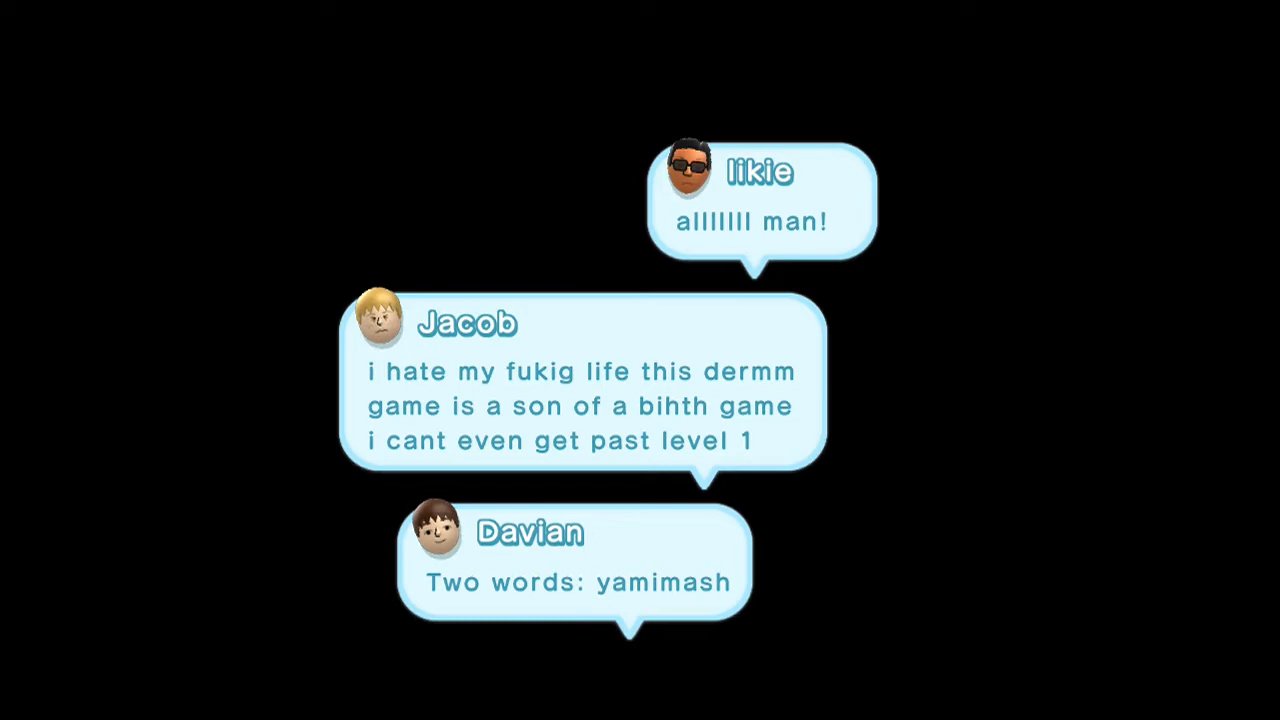 likie
alllllll man!
Jacob
i hate my fukig life this dermm
game is a son of a bihth game
i cant even get past level 1
Davian
Two words: yamimash